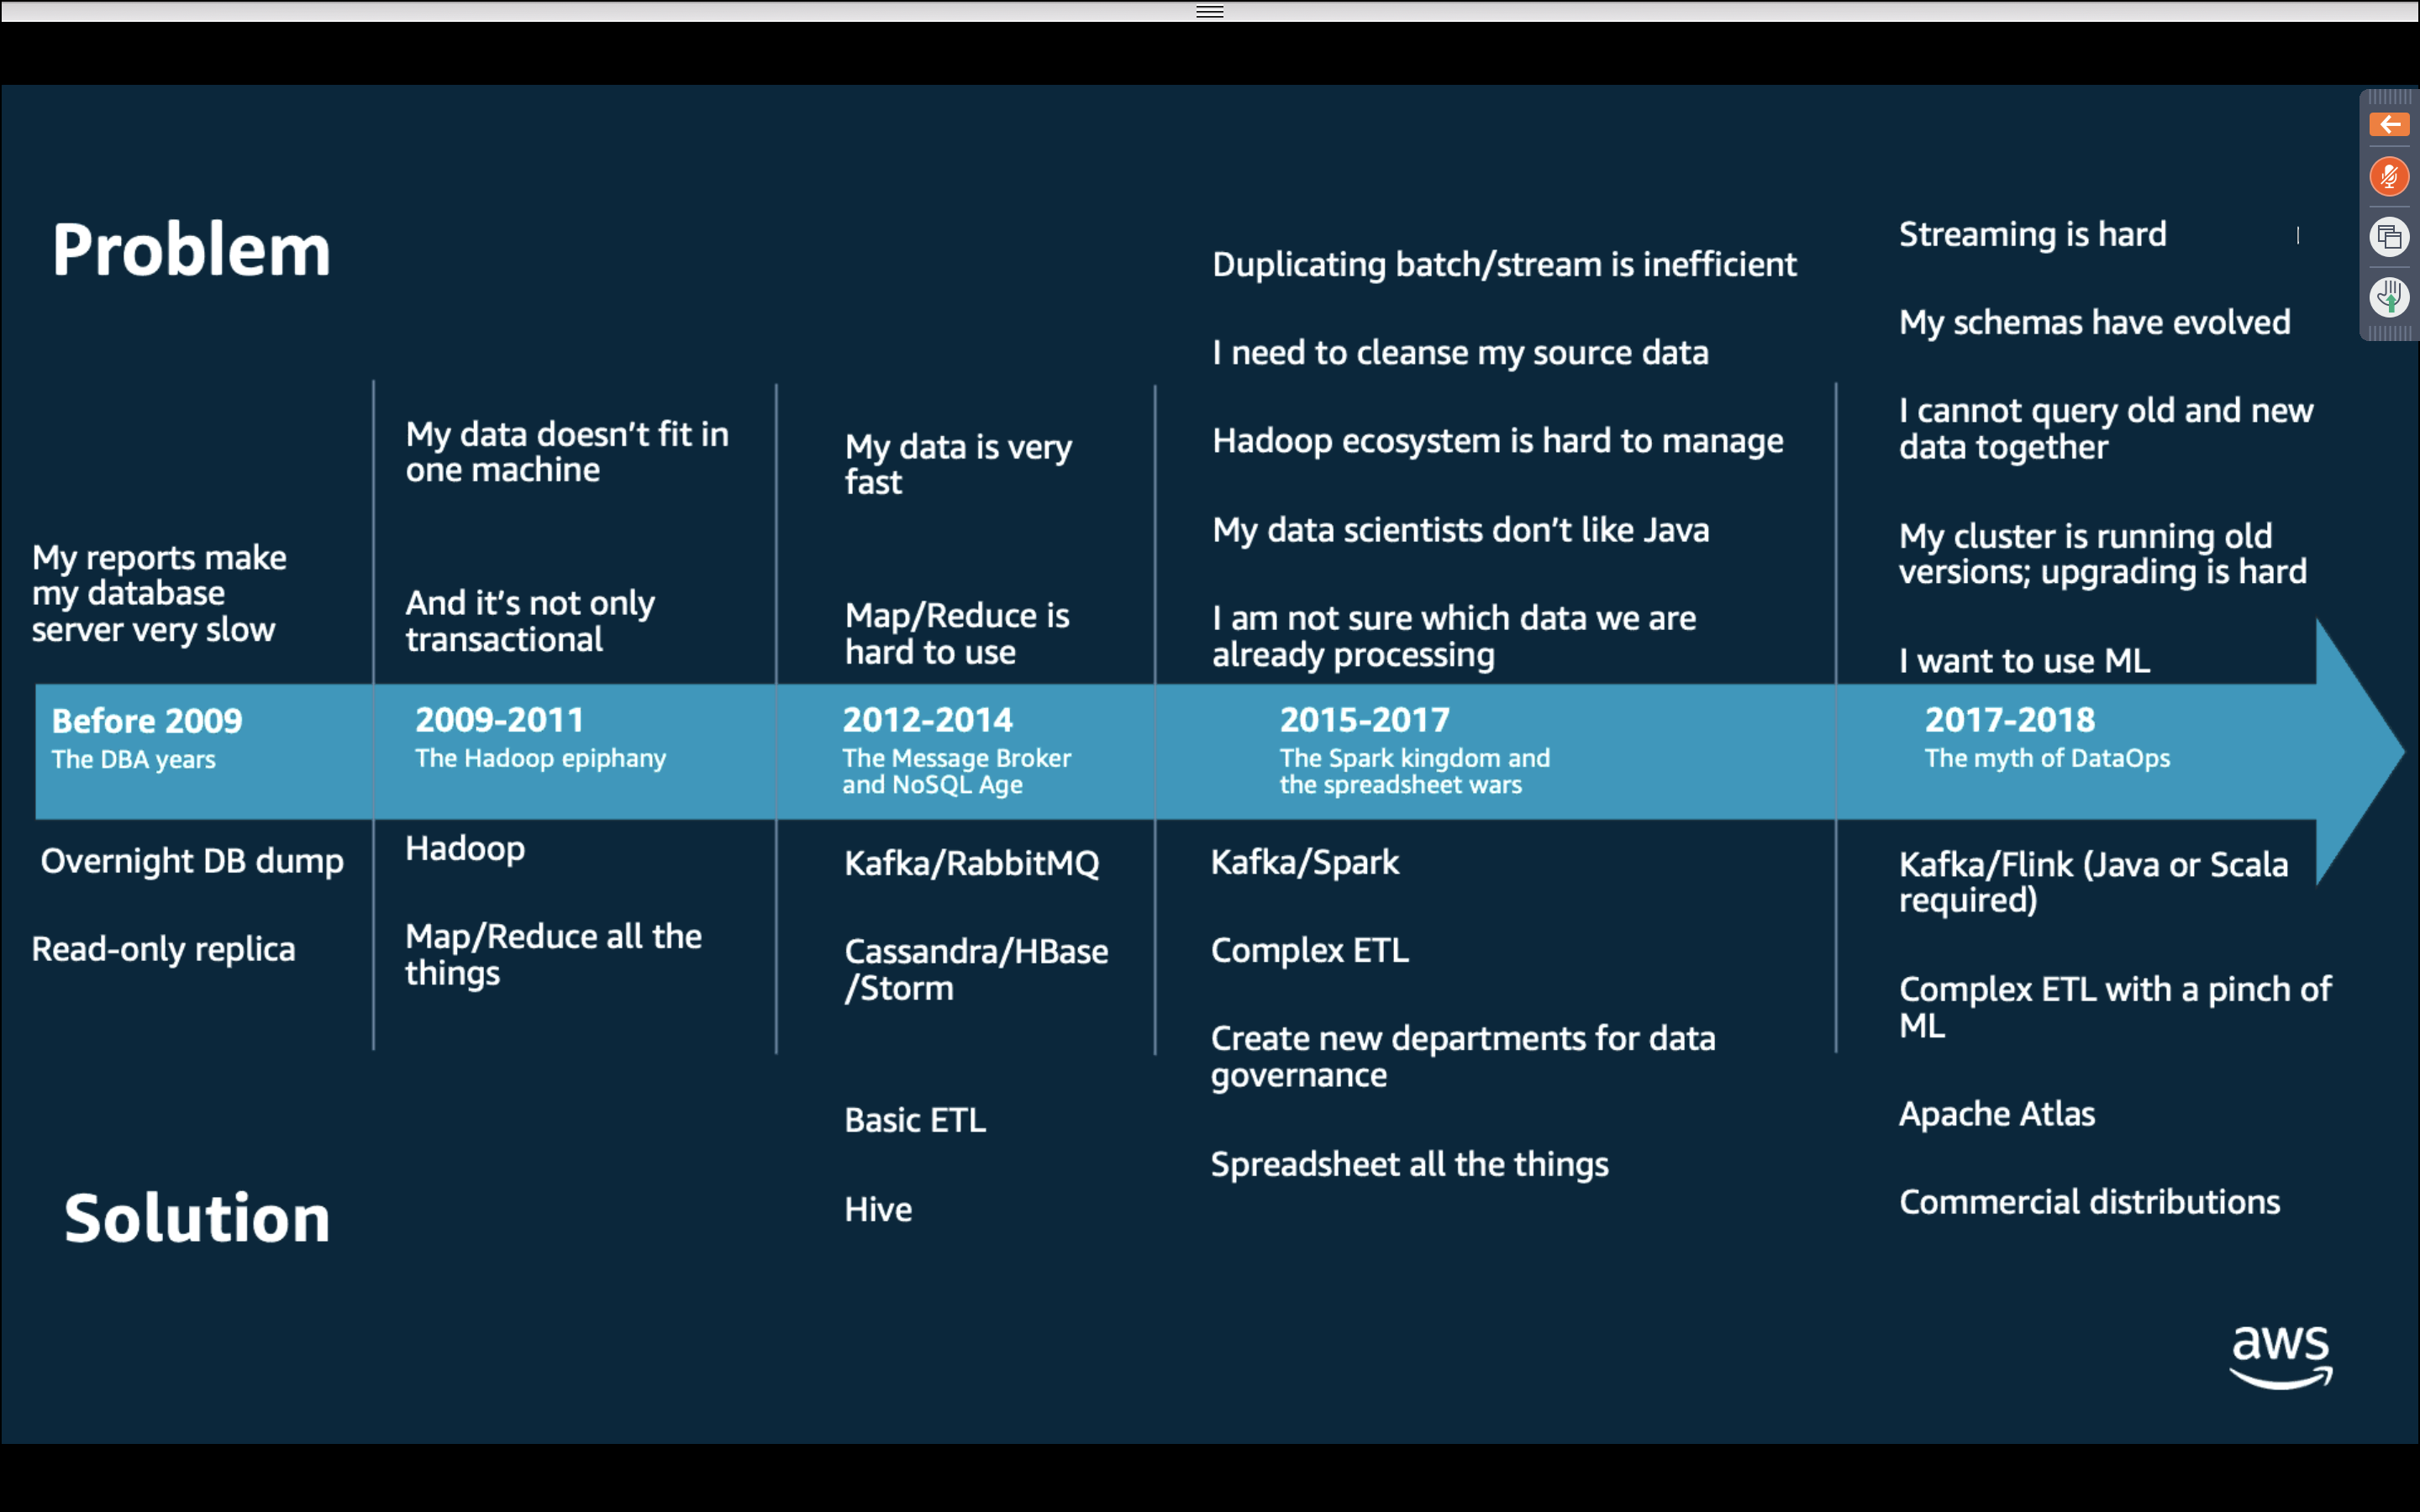 Problem
My reports make
my database
server very slow
My data doesn't fit in
one machine
And it's not only
transactional
My data is very
fast
Map/Reduce is
hard to use
Duplicating batch/stream is inefficient
I need to cleanse my source data
Hadoop ecosystem is hard to manage
My data scientists don't like Java
I am not sure which data we are
already processing
Streaming is hard
My schemas have evolved
I cannot query old and new
data together
My cluster is running old
versions; upgrading is hard
I want to use ML
Before 2009
The DBA years
2009-2011
The Hadoop epiphany
2012-2014
The Message Broker
and NoSQL Age
2015-2017
The Spark kingdom and
the spreadsheet wars
2017-2018
The myth of DataOps
Overnight DB dump
Read-only replica
Hadoop
Map/Reduce all the
things
Kafka/RabbitMQ
Cassandra/HBase
/Storm
Basic ETL
Hive
Kafka/Spark
Complex ETL
Create new departments for data
governance
Spreadsheet all the things
Kafka/Flink (Java or Scala
required)
Complex ETL with a pinch of
ML
Apache Atlas
Commercial distributions
Solution
aws